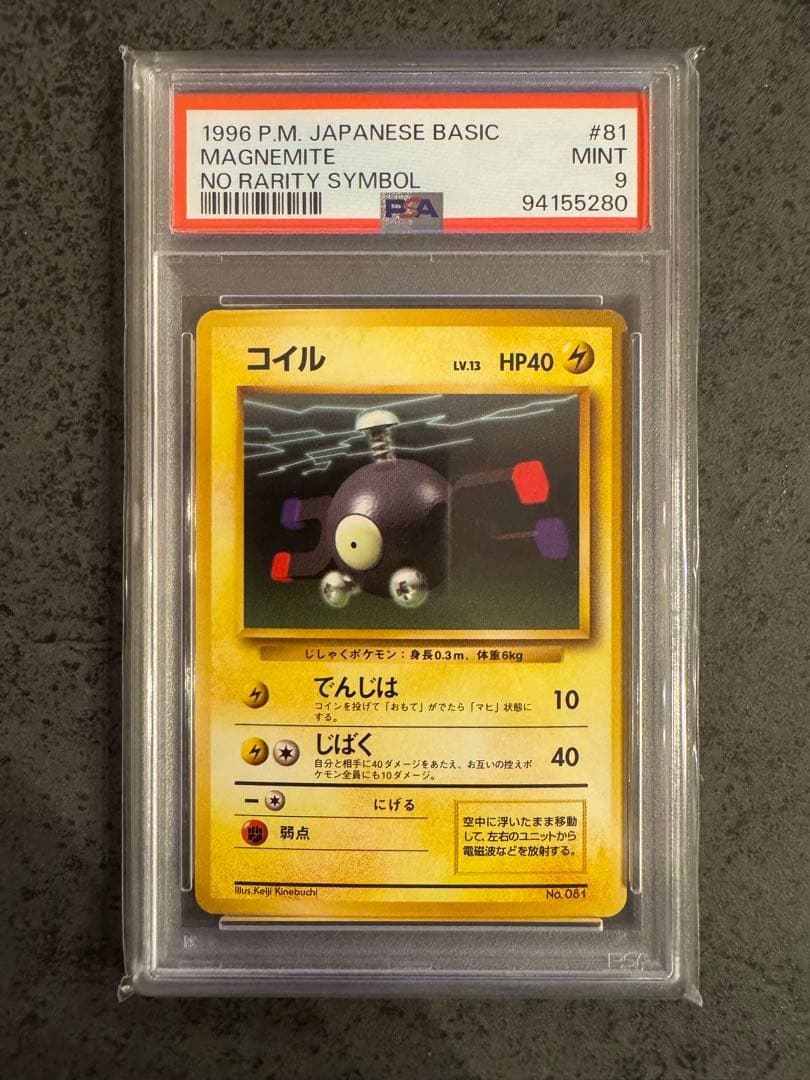 1996 P.M. JAPANESE BASIC #81
MAGNEMITE MINT
NO RARITY SYMBOL 9
PSA 94155280
コイル LV.13 HP40
じしゃくポケモン：身長0.3m、体重6kg
でんじは 10
コインを投げて「おもて」がでたら「マヒ」状態に
する。
じばく 40
自分と相手に40ダメージをあたえ、お互いの控えポ
ケモン全員にも10ダメージ。
にげる
弱点
空中に浮いたまま移動
して、左右のユニットから
電磁波などを放射する。
Illus.Keiji Kinebuchi No.081
PSA